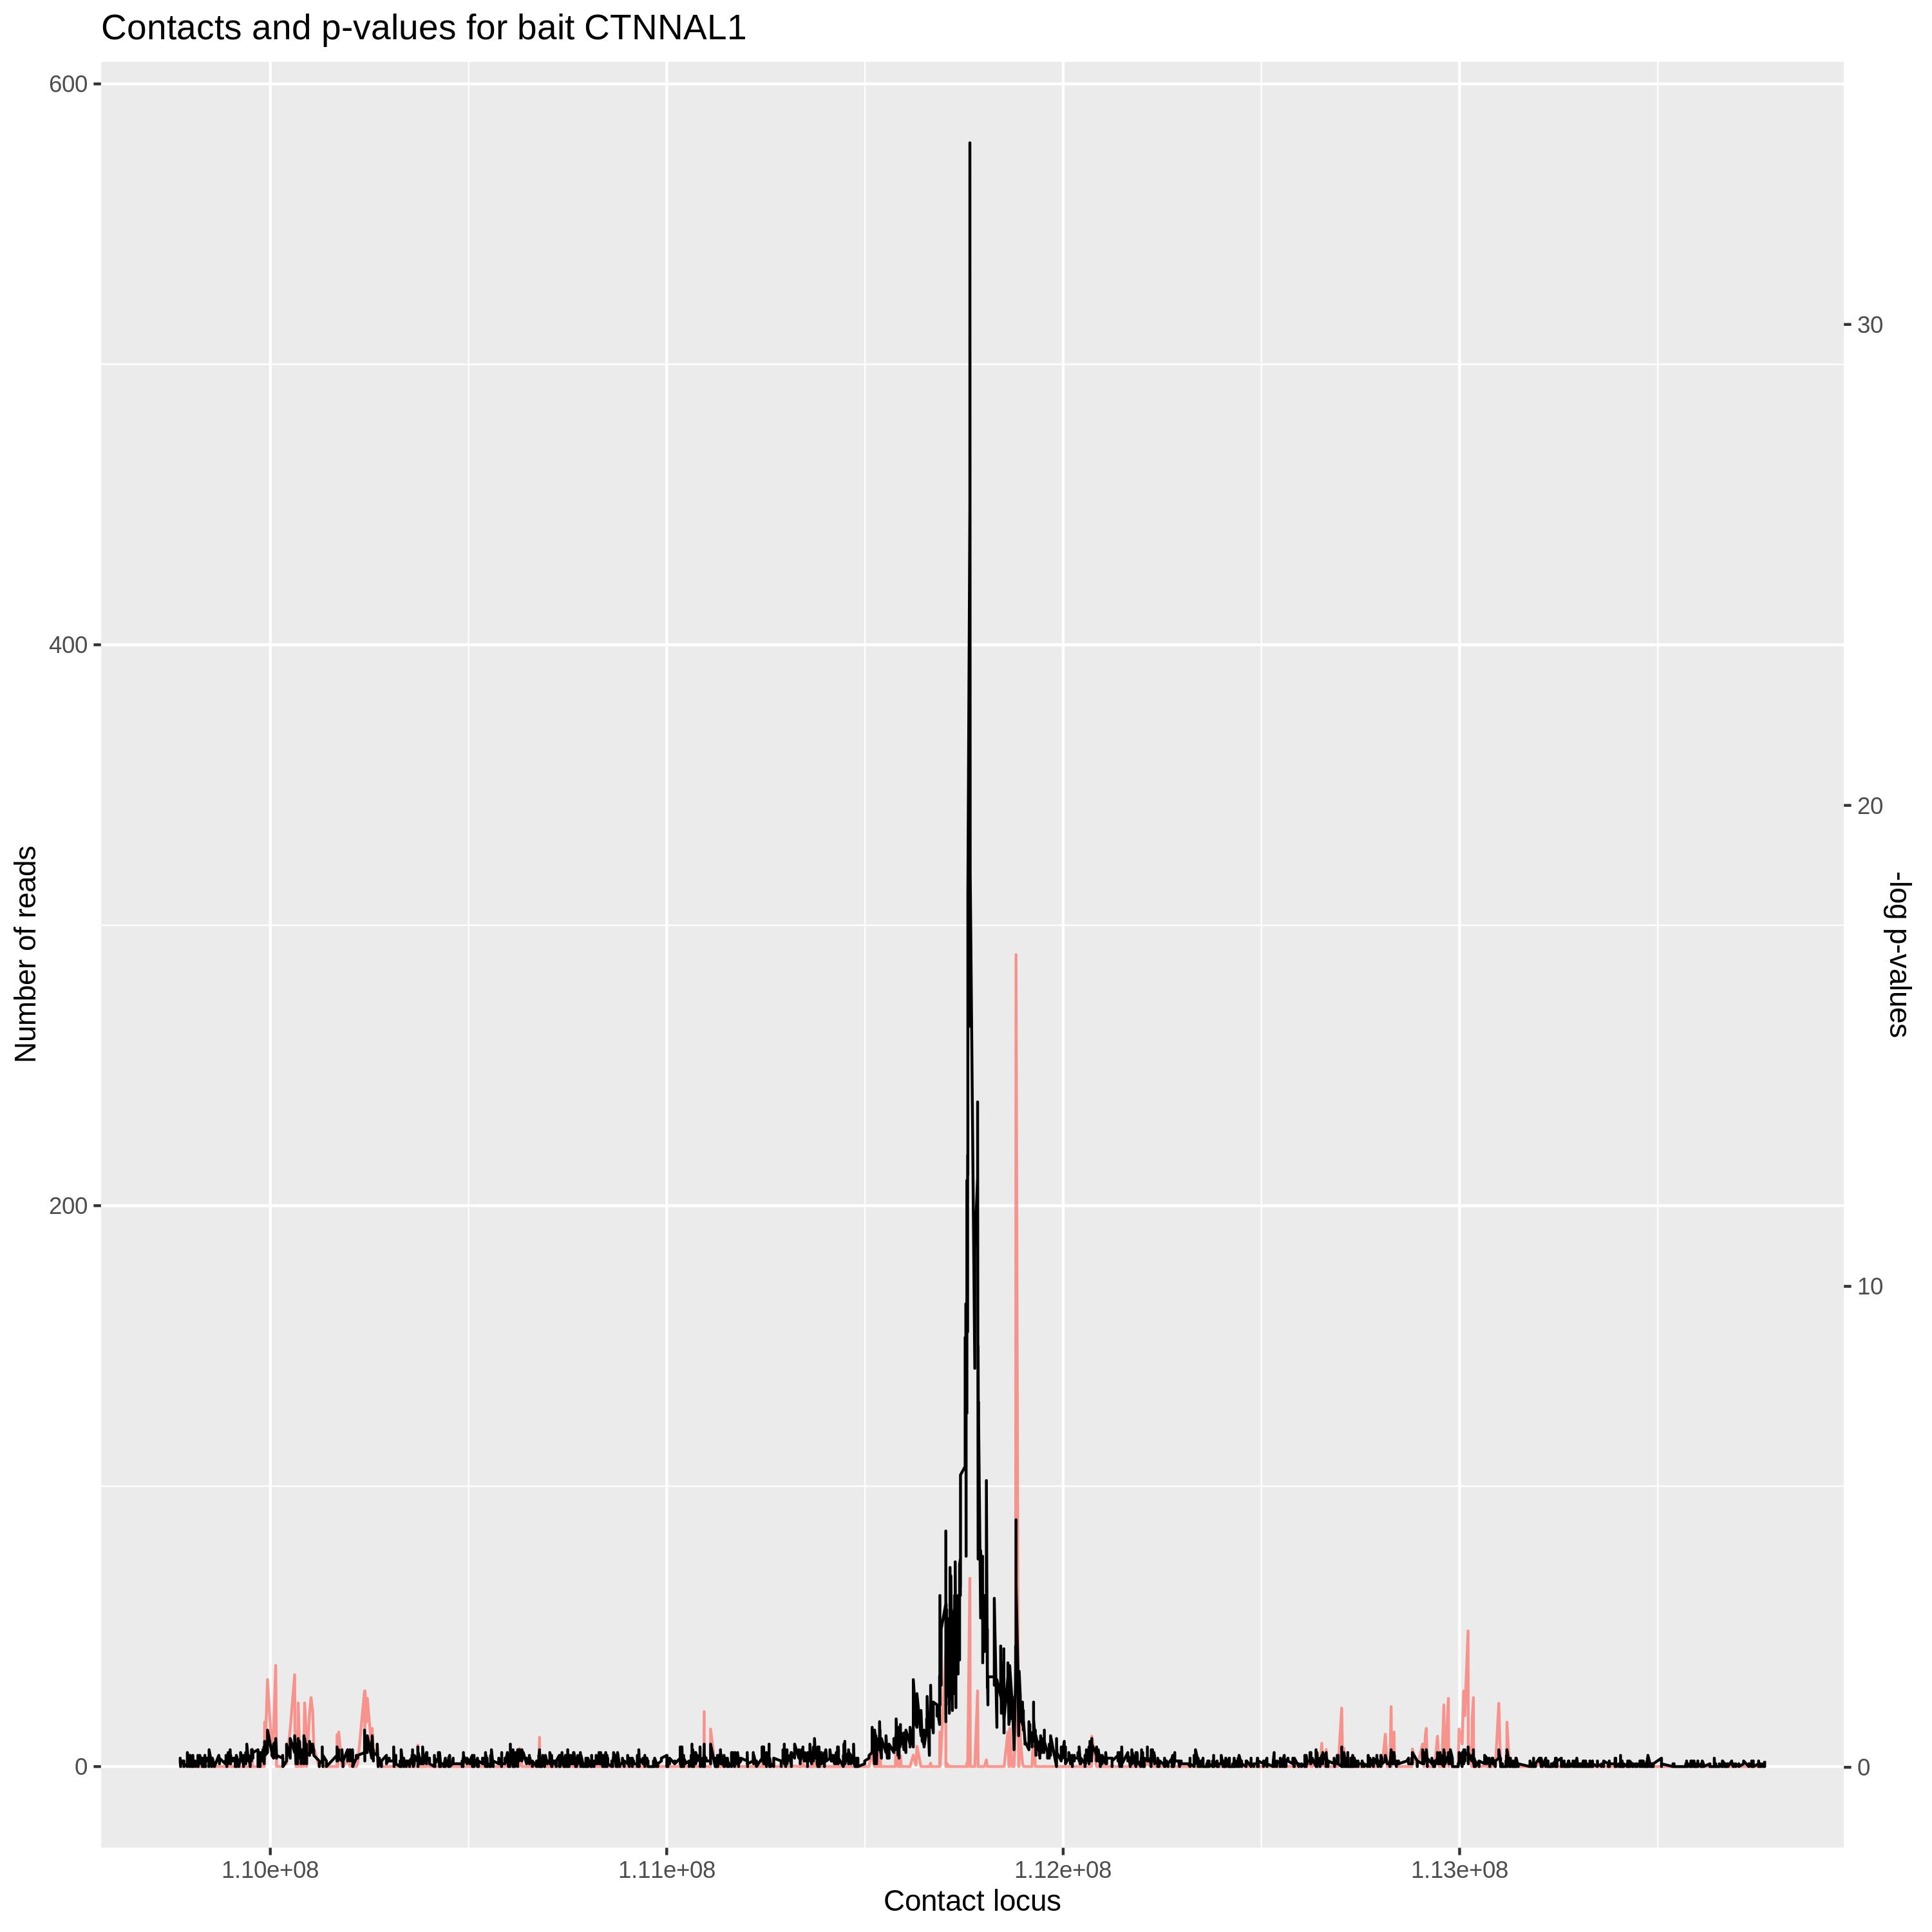 Contacts and p-values for bait CTNNAL1
600
400
200
0
Number of reads
30
20
10
0
-log p-values
1.10e+08
1.11e+08
1.12e+08
1.13e+08
Contact locus